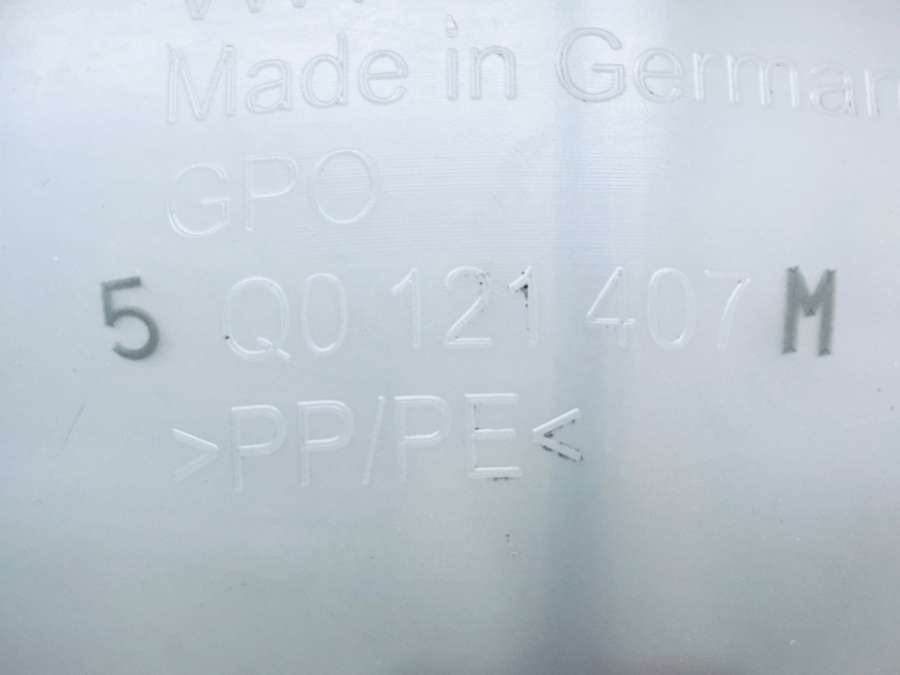 Made in German
GPO
5 Q0 121 407 M
>PP/PE<